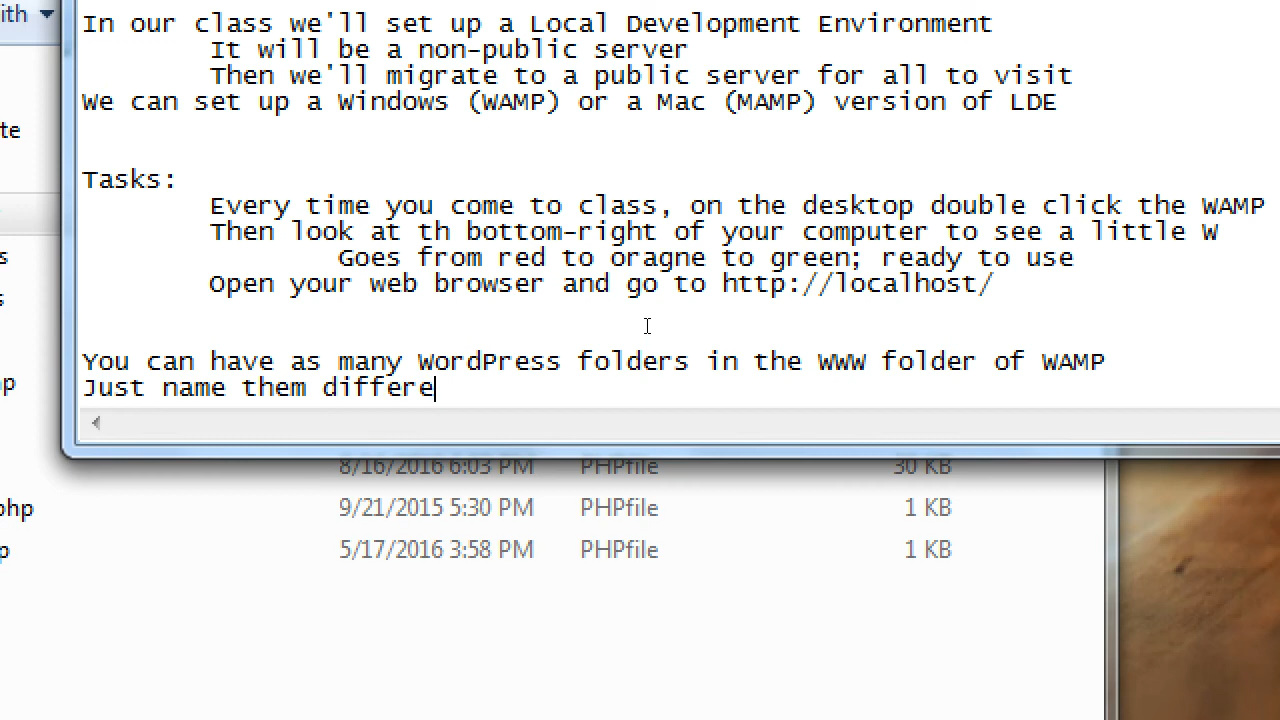 ith
In our class we'll set up a Local Development Environment
It will be a non-public server
Then we'll migrate to a public server for all to visit
We can set up a Windows (WAMP) or a Mac (MAMP) version of LDE
te
Tasks:
Every time you come to class, on the desktop double click the WAMP
Then look at th bottom-right of your computer to see a little W
s
Goes from red to oragne to green; ready to use
Open your web browser and go to http://localhost/
s
You can have as many WordPress folders in the WWW folder of WAMP
p
Just name them differe
8/16/2016 6:03 PM PHPfile 30 KB
php 9/21/2015 5:30 PM PHPfile 1 KB
p 5/17/2016 3:58 PM PHPfile 1 KB